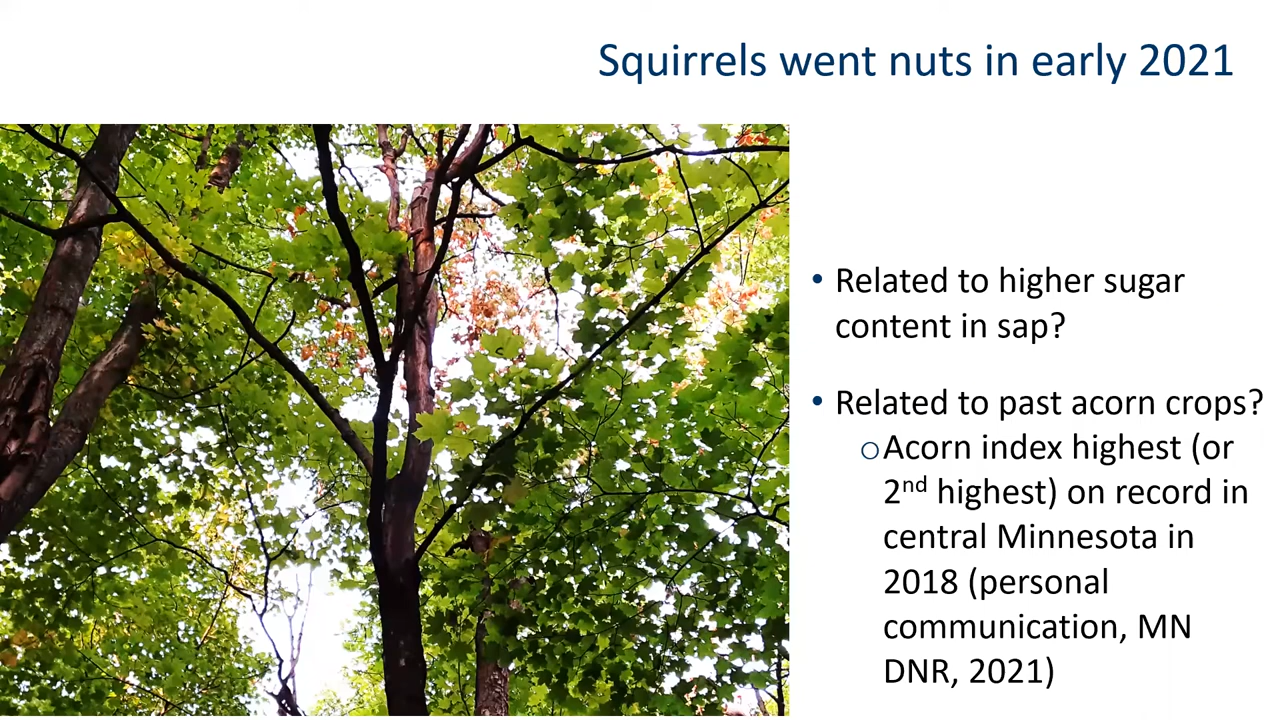 Squirrels went nuts in early 2021
• Related to higher sugar
content in sap?
• Related to past acorn crops?
○Acorn index highest (or
2nd highest) on record in
central Minnesota in
2018 (personal
communication, MN
DNR, 2021)